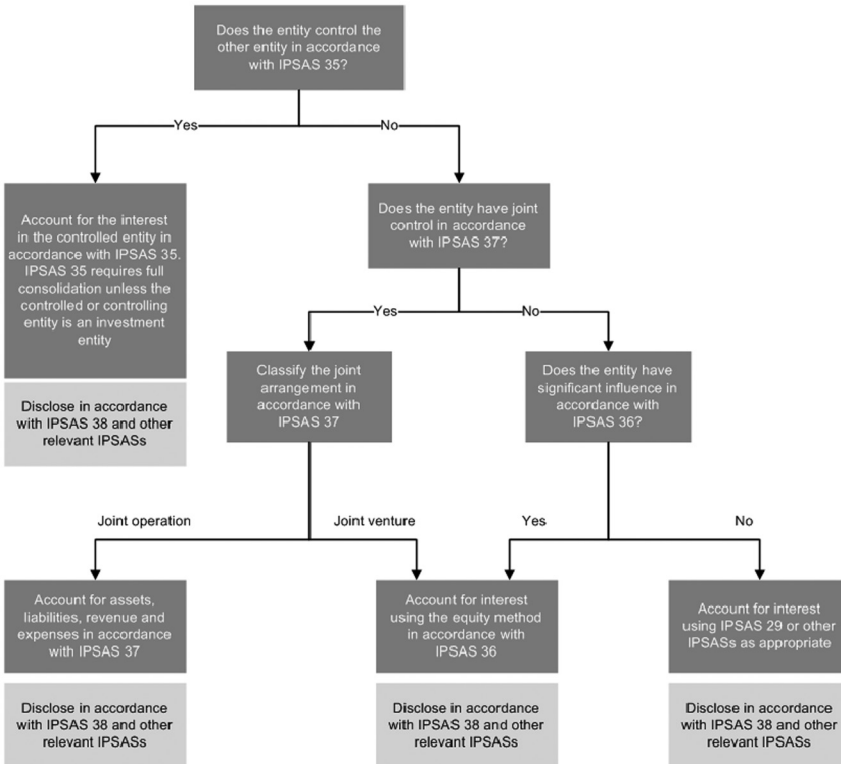 Does the entity control the
other entity in accordance
with IPSAS 35?
Yes
No
Account for the interest
in the controlled entity in
accordance with IPSAS 35.
IPSAS 35 requires full
consolidation unless the
controlled or controlling
entity is an investment
entity
Disclose in accordance
with IPSAS 38 and other
relevant IPSASs
Does the entity have joint
control in accordance
with IPSAS 37?
Yes
No
Classify the joint
arrangement in
accordance with
IPSAS 37
Does the entity have
significant influence in
accordance with
IPSAS 36?
Joint operation
Joint venture
Yes
No
Account for assets,
liabilities, revenue and
expenses in accordance
with IPSAS 37
Disclose in accordance
with IPSAS 38 and other
relevant IPSASs
Account for interest
using the equity method
in accordance with
IPSAS 36
Disclose in accordance
with IPSAS 38 and other
relevant IPSASs
Account for interest
using IPSAS 29 or other
IPSASs as appropriate
Disclose in accordance
with IPSAS 38 and other
relevant IPSASs